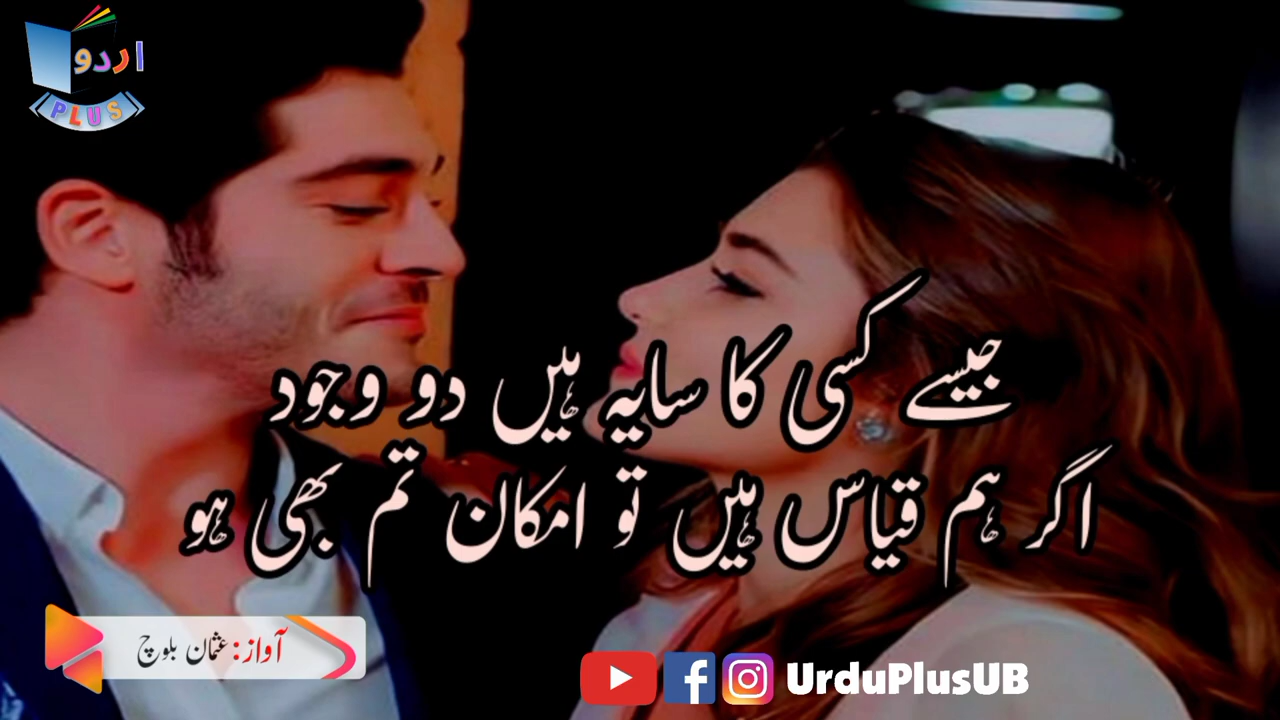 اردو
PLUS
جیسے کسی کا سایہ ہیں دو وجود
اگر ہم قیاس ہیں تو امکان تم بھی ہو
آواز: عثمان بلوچ
UrduPlusUB